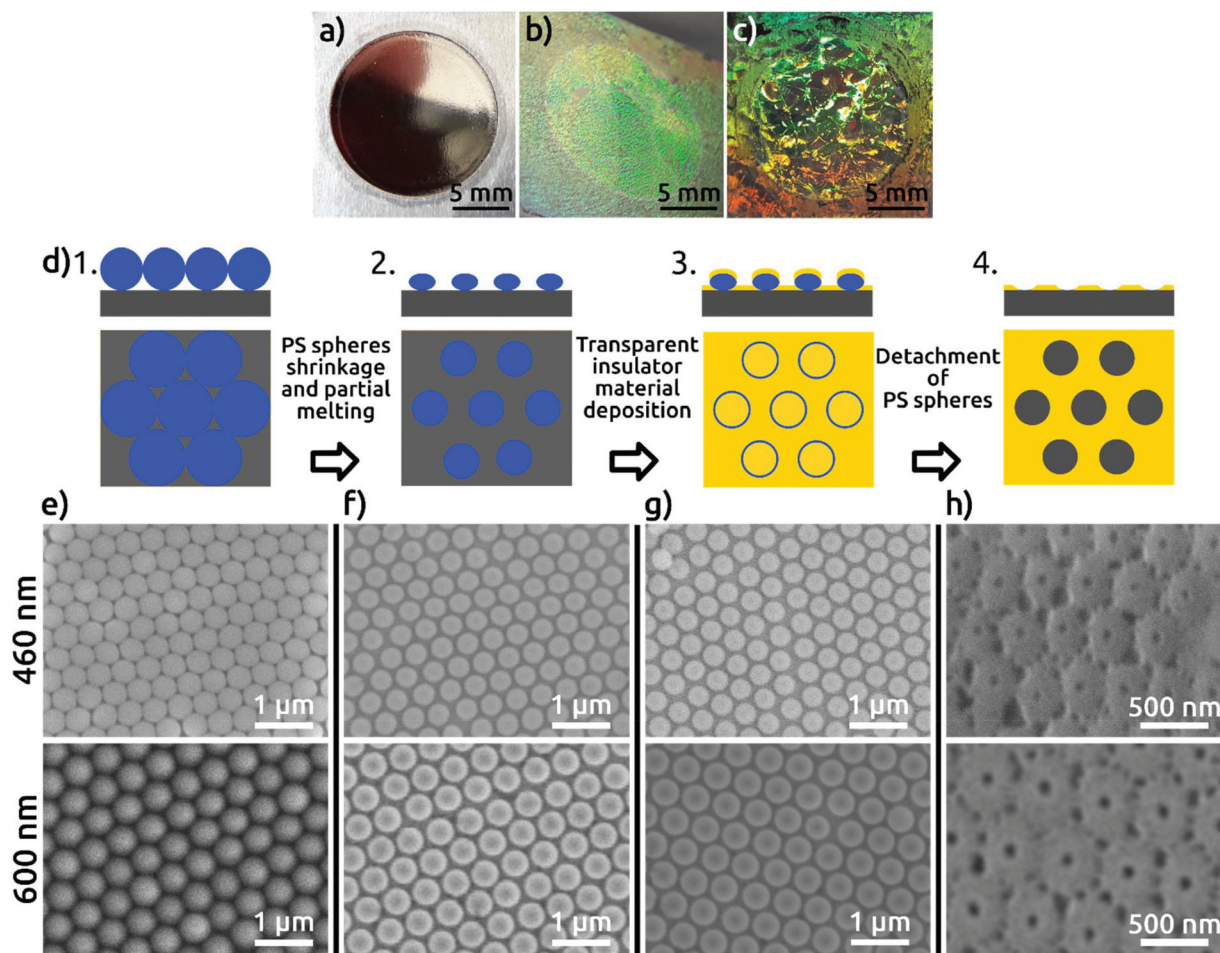 a)
b)
c)
5 mm
5 mm
5 mm
d)
1.
2.
3.
4.
PS spheres
shrinkage
and partial
melting
Transparent
insulator
material
deposition
Detachment
of
PS spheres
e)
f)
g)
h)
460 nm
1 μm
1 μm
1 μm
500 nm
600 nm
1 μm
1 μm
1 μm
500 nm